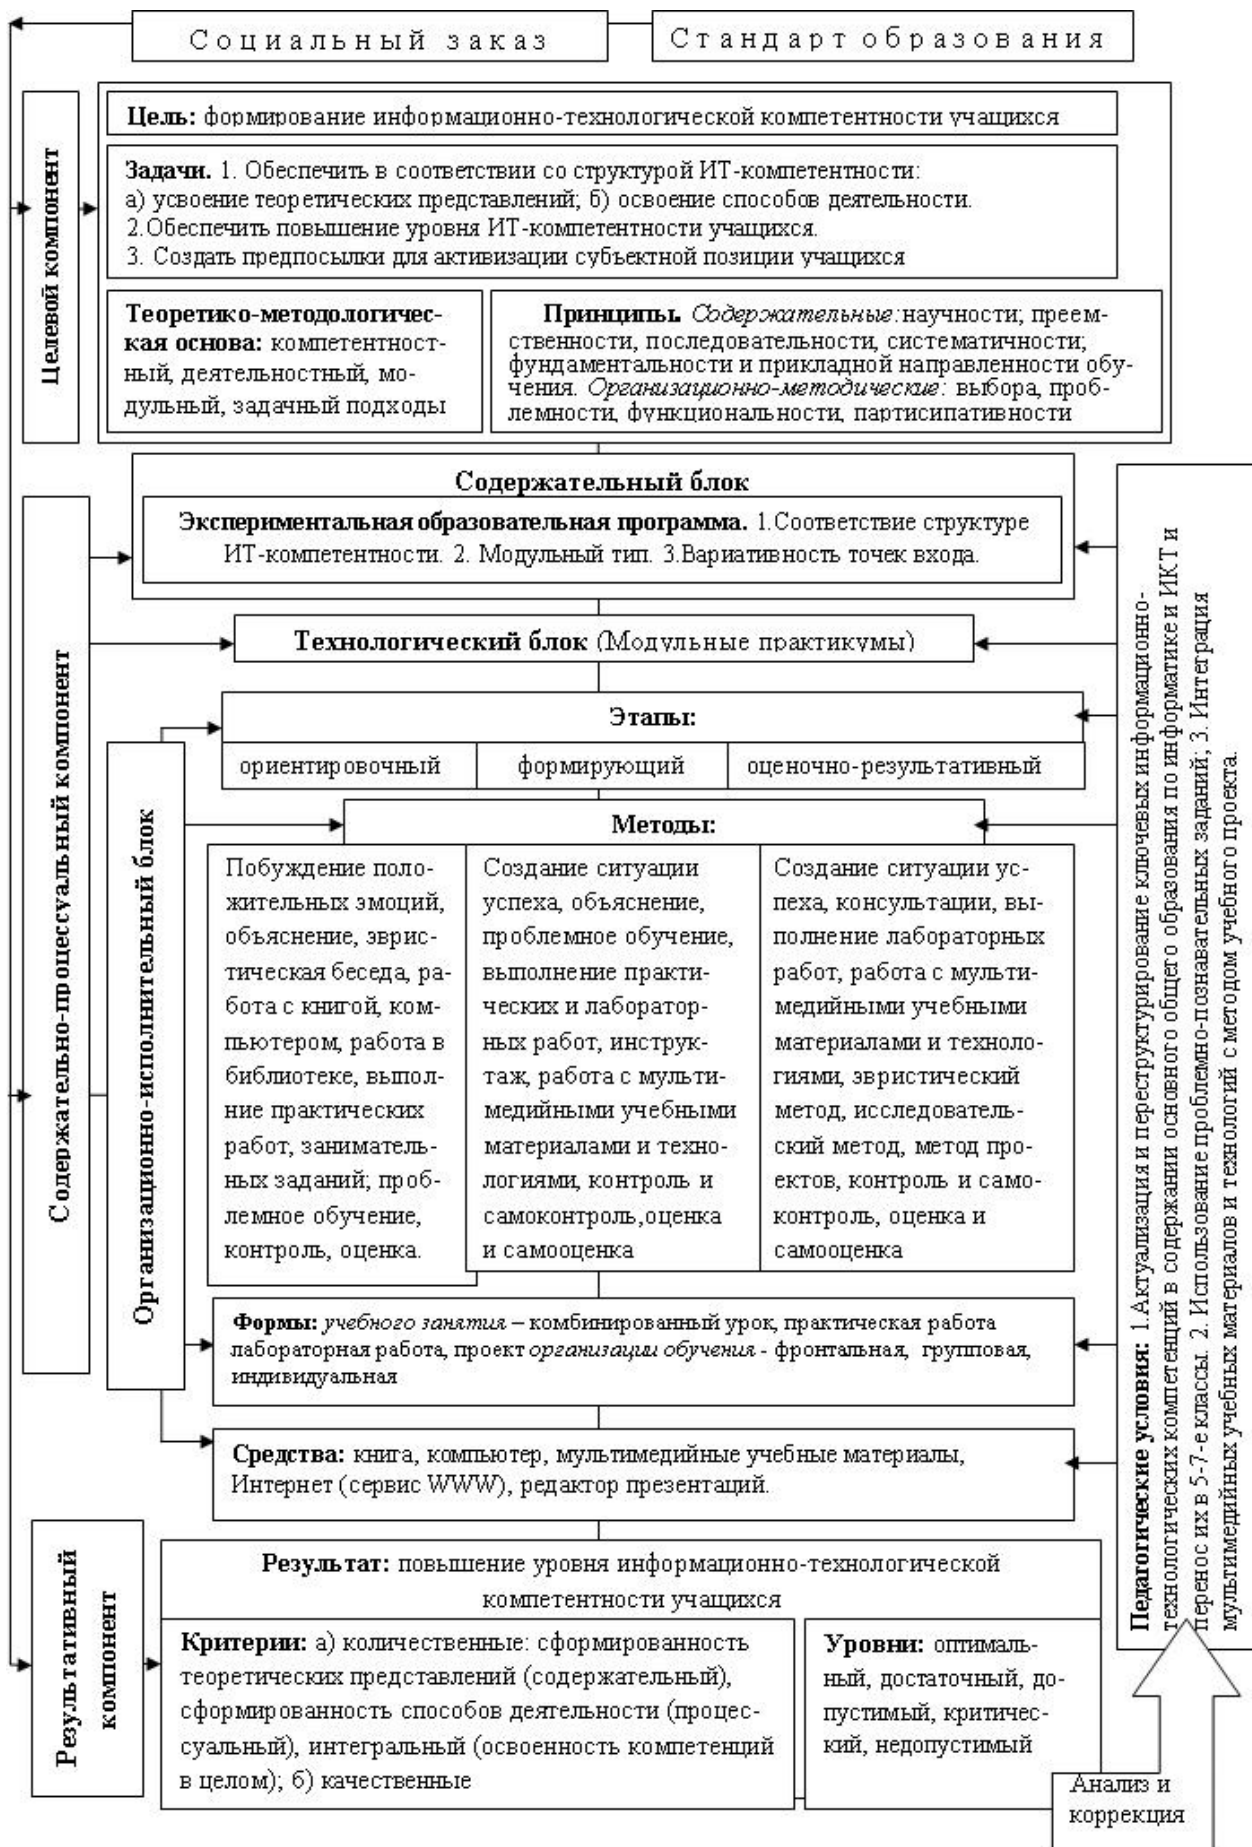 Социальный заказ
Стандарт образования
Целевой компонент
Цель: формирование информационно-технологической компетентности учащихся
Задачи. 1. Обеспечить в соответствии со структурой ИТ-компетентности:
а) усвоение теоретических представлений; б) освоение способов деятельности.
2.Обеспечить повышение уровня ИТ-компетентности учащихся.
3. Создать предпосылки для активизации субъектной позиции учащихся
Теоретико-методологичес-
кая основа: компетентност-
ный, деятельностный, мо-
дульный, задачный подходы
Принципы. Содержательные: научности; преем-
ственности, последовательности, систематичности;
фундаментальности и прикладной направленности обу-
чения. Организационно-методические: выбора, проб-
лемности, функциональности, партисипативности
Содержательно-процессуальный компонент
Содержательный блок
Экспериментальная образовательная программа. 1.Соответствие структуре
ИТ-компетентности. 2. Модульный тип. 3.Вариативность точек входа.
Технологический блок (Модульные практикумы)
Организационно-исполнительный блок
Этапы:
ориентировочный
формирующий
оценочно-результативный
Методы:
Побуждение поло-
жительных эмоций,
объяснение, эврис-
тическая беседа, ра-
бота с книгой, ком-
пьютером, работа в
библиотеке, выпол-
ние практических
работ, заниматель-
ных заданий; проб-
лемное обучение,
контроль, оценка.
Создание ситуации
успеха, объяснение,
проблемное обучение,
выполнение практи-
ческих и лаборатор-
ных работ, инструк-
таж, работа с мульти-
медийными учебными
материалами и техно-
логиями, контроль и
самоконтроль,оценка
и самооценка
Создание ситуации ус-
пеха, консультации, вы-
полнение лабораторных
работ, работа с мульти-
медийными учебными
материалами и техноло-
гиями, эвристический
метод, исследователь-
ский метод, метод про-
ектов, контроль и само-
контроль, оценка и
самооценка
Формы: учебного занятия – комбинированный урок, практическая работа
лабораторная работа, проект организации обучения - фронтальная, групповая,
индивидуальная
Средства: книга, компьютер, мультимедийные учебные материалы,
Интернет (сервис WWW), редактор презентаций.
Педагогические условия: 1.Актуализация и переструктурирование ключевых информационно-
технологических компетенций в содержании основного общего образования по информатике и ИКТ и
перенос их в 5-7-е классы. 2. Использование проблемно-познавательных заданий; 3. Интеграция
мультимедийных учебных материалов и технологий с методом учебного проекта.
Результативный
компонент
Результат: повышение уровня информационно-технологической
компетентности учащихся
Критерии: а) количественные: сформированность
теоретических представлений (содержательный),
сформированность способов деятельности (процес-
суальный), интегральный (освоенность компетенций
в целом); б) качественные
Уровни: оптималь-
ный, достаточный, до-
пустимый, критичес-
кий, недопустимый
Анализ и
коррекция